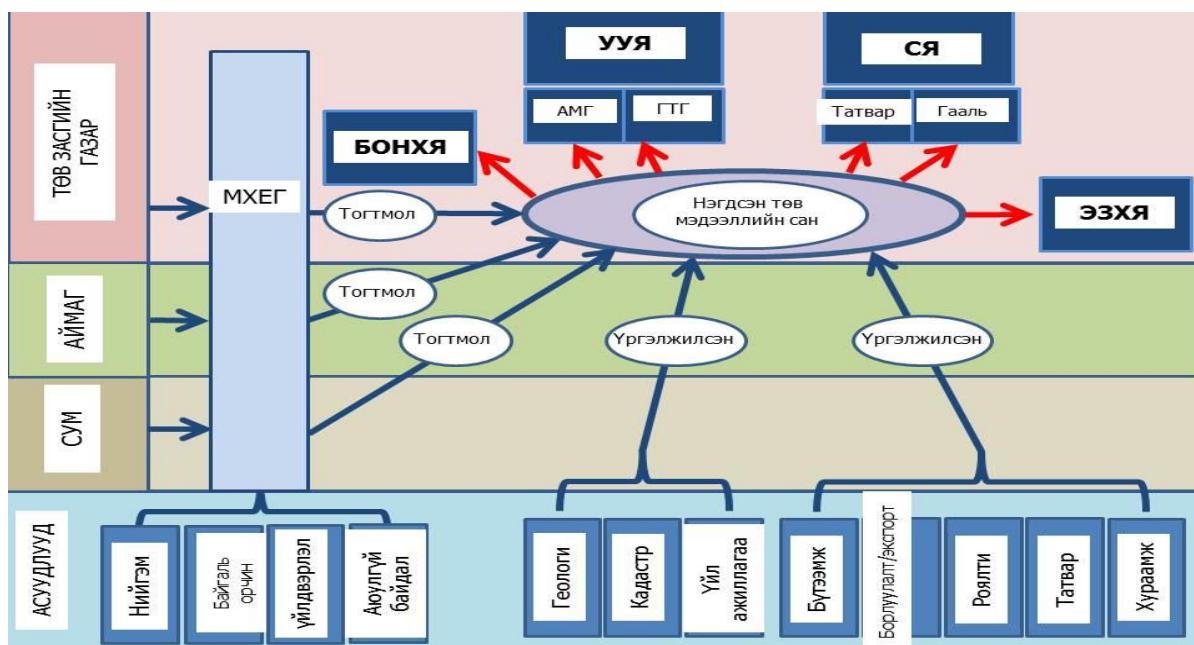 УУЯ
СЯ
АМГ
ГТГ
Татвар
Гааль
БОНХЯ
ЭЗХЯ
ТӨВ ЗАСГИЙН
ГАЗАР
МХЕГ
Тогтмол
Нэгдсэн төв
мэдээллийн сан
АЙМАГ
Тогтмол
Тогтмол
Үргэлжилсэн
Үргэлжилсэн
СУМ
АСУУДЛУУД
Нийгэм
Байгаль
орчин
үйлдвэрлэл
Аюулгүй
байдал
Геологи
Кадастр
Үйл
ажиллагаа
Бүтээмж
Борлуулалт/экспорт
Роялти
Татвар
Хураамж